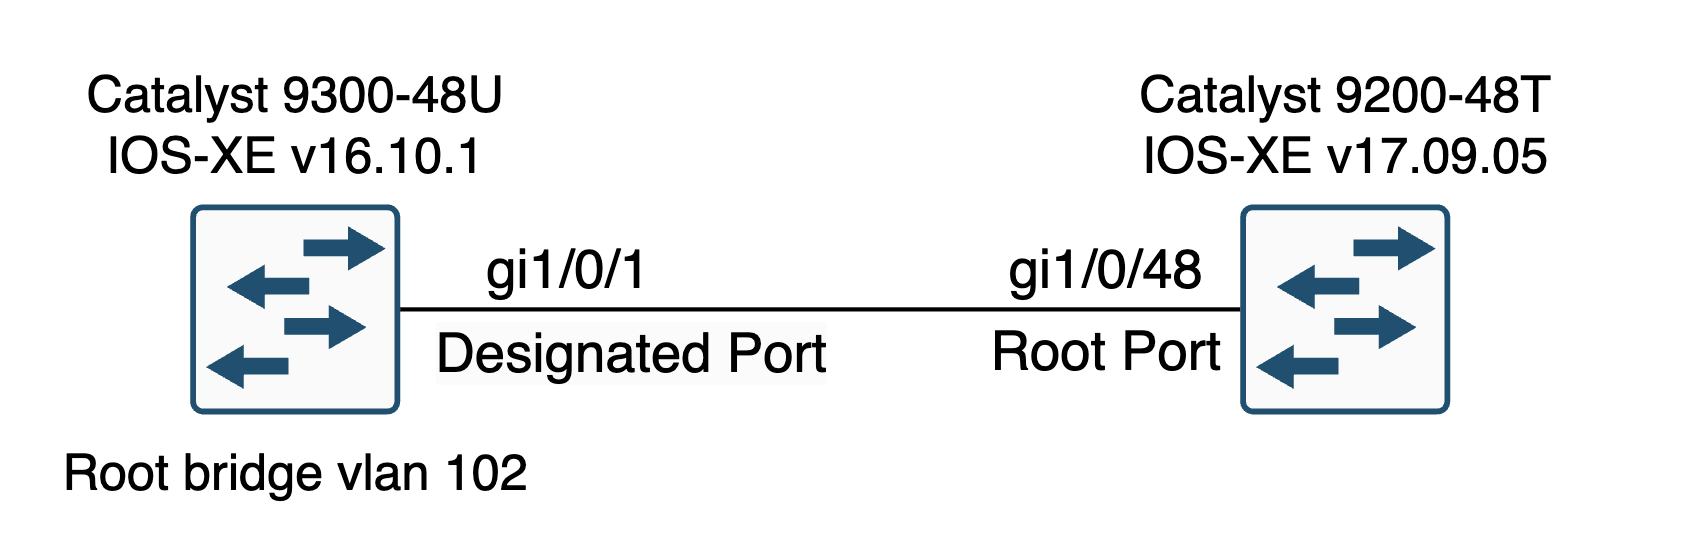 Catalyst 9300-48U
IOS-XE v16.10.1
Catalyst 9200-48T
IOS-XE v17.09.05
gi1/0/1
gi1/0/48
Designated Port
Root Port
Root bridge vlan 102